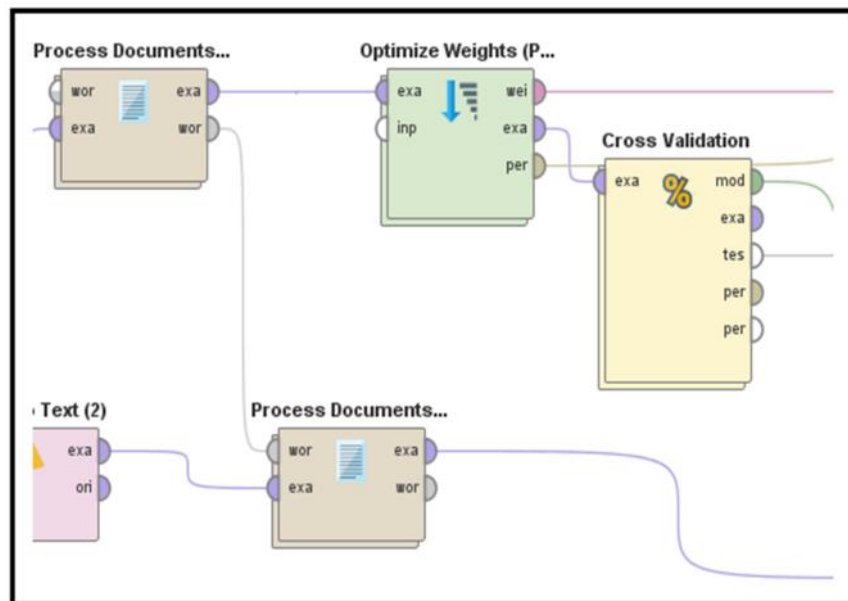 Process Documents...
wor exa
exa wor
Optimize Weights (P...
exa wei
inp exa
per
Cross Validation
exa mod
exa
tes
per
per
Text (2)
exa
ori
Process Documents...
wor exa
exa wor